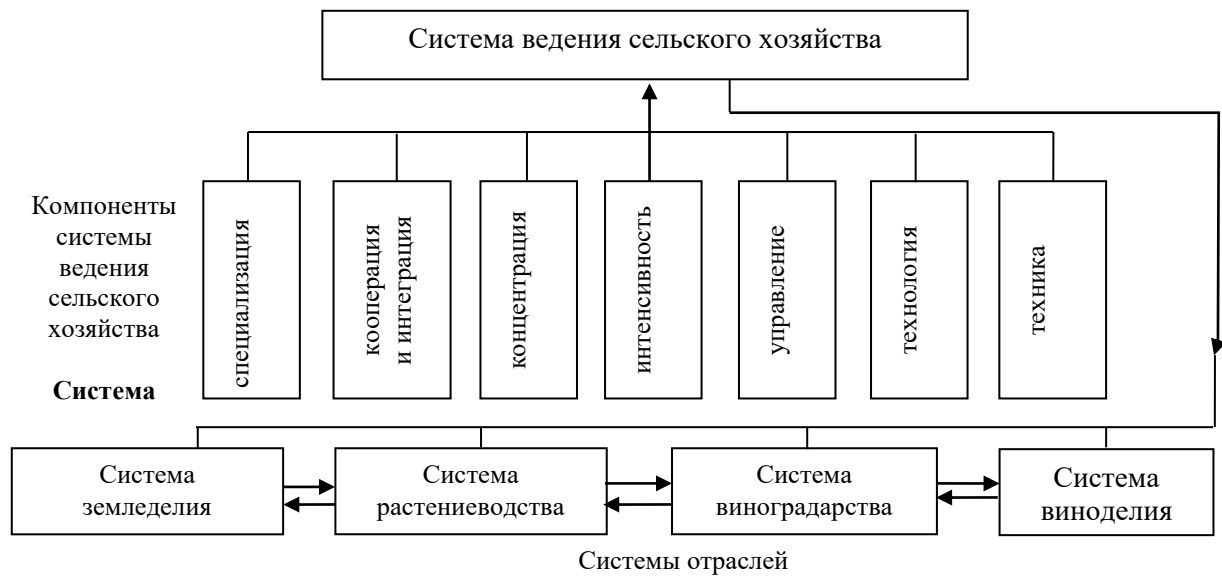 Система ведения сельского хозяйства
Компоненты
системы
ведения
сельского
хозяйства
специализация
кооперация
и интеграция
концентрация
интенсивность
управление
технология
техника
Система
Система
земледелия
Система
растениеводства
Система
виноградарства
Система
виноделия
Системы отраслей